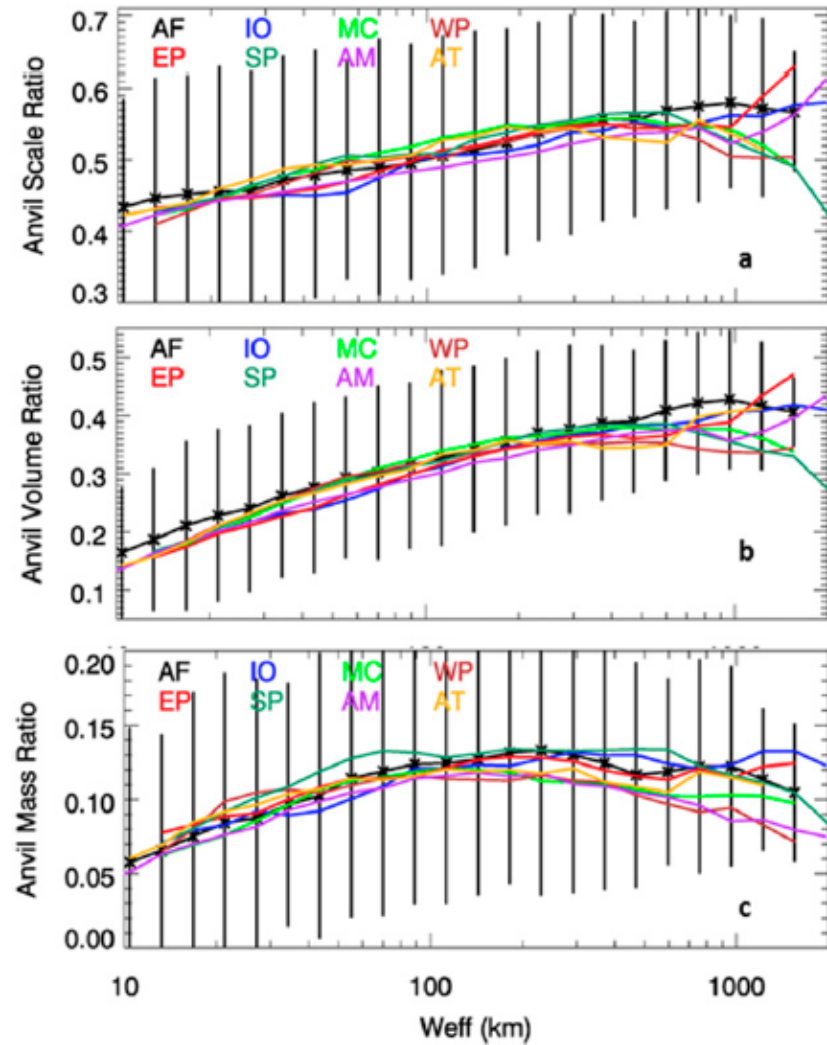 0.7
AF IO MC WP
EP SP AM AT
0.6
0.5
0.4
0.3
Anvil Scale Ratio
a
0.5
AF IO MC WP
EP SP AM AT
0.4
0.3
0.2
0.1
Anvil Volume Ratio
b
0.20
AF IO MC WP
EP SP AM AT
0.15
0.10
0.05
0.00
Anvil Mass Ratio
c
10 100 1000
Weff (km)